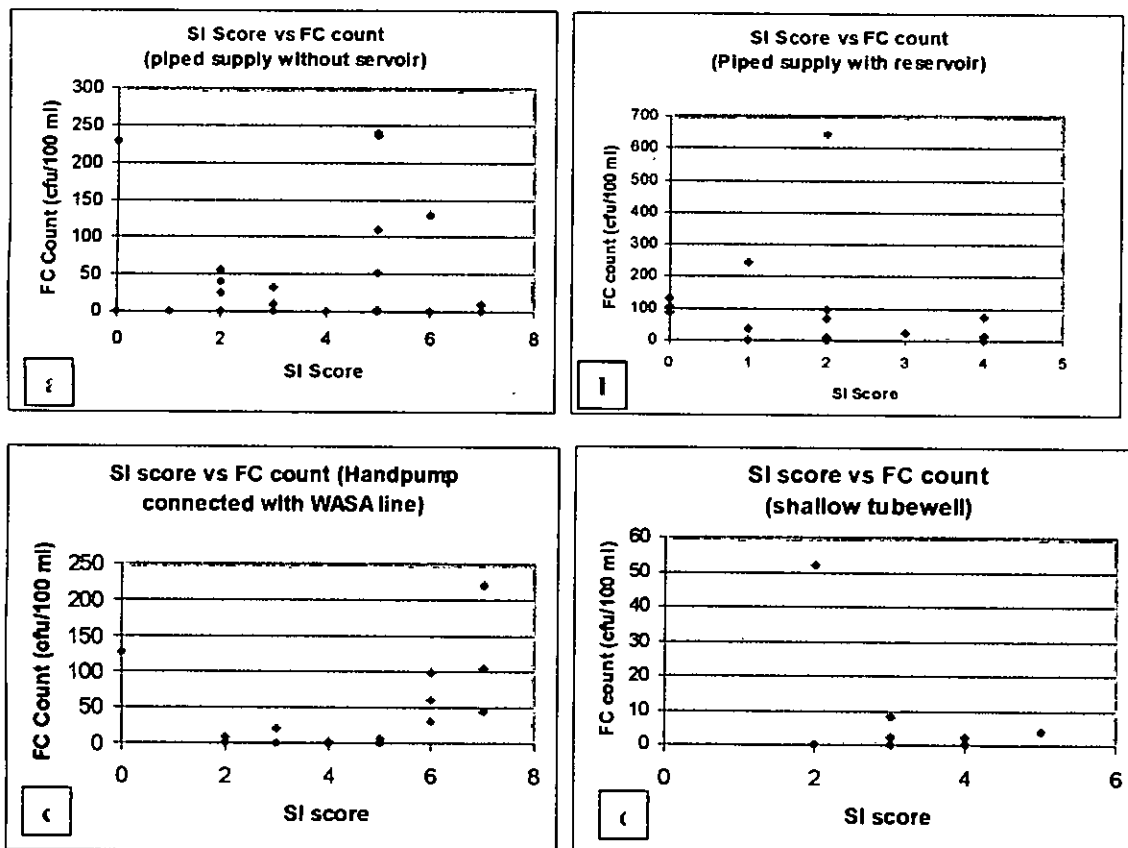 SI Score vs FC count
(piped supply without servoir)
FC Count (cfu/100 ml)
300
250
200
150
100
50
0
0 2 4 6 8
SI Score
SI Score vs FC count
(Piped supply with reservoir)
FC count (cfu/100 ml)
700
600
500
400
300
200
100
0
0 1 2 3 4 5
SI Score
SI score vs FC count (Handpump
connected with WASA line)
FC Count (cfu/100 ml)
250
200
150
100
50
0
0 2 4 6 8
SI score
SI score vs FC count
(shallow tubewell)
FC count (cfu/100 ml)
60
50
40
30
20
10
0
0 2 4 6
SI score